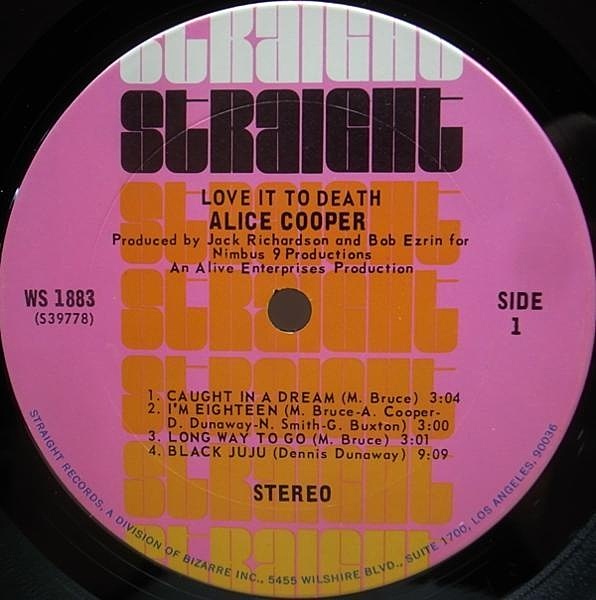 STRAIGHT
STRAIGHT
STRAIGHT
LOVE IT TO DEATH
ALICE COOPER
Produced by Jack Richardson and Bob Ezrin for
Nimbus 9 Productions
An Alive Enterprises Production
STRAIGHT
WS 1883
(S39778)
SIDE
1
STRAIGHT
1. CAUGHT IN A DREAM (M. Bruce) 3:04
2. I'M EIGHTEEN (M. Bruce-A. Cooper-
D. Dunaway-N. Smith-G. Buxton) 3:00
3. LONG WAY TO GO (M. Bruce) 3:01
4. BLACK JUJU (Dennis Dunaway) 9:09
STRAIGHT
STEREO
STRAIGHT
STRAIGHT RECORDS, A DIVISION OF BIZARRE INC., 5455 WILSHIRE BLVD., SUITE 1700, LOS ANGELES, 90036